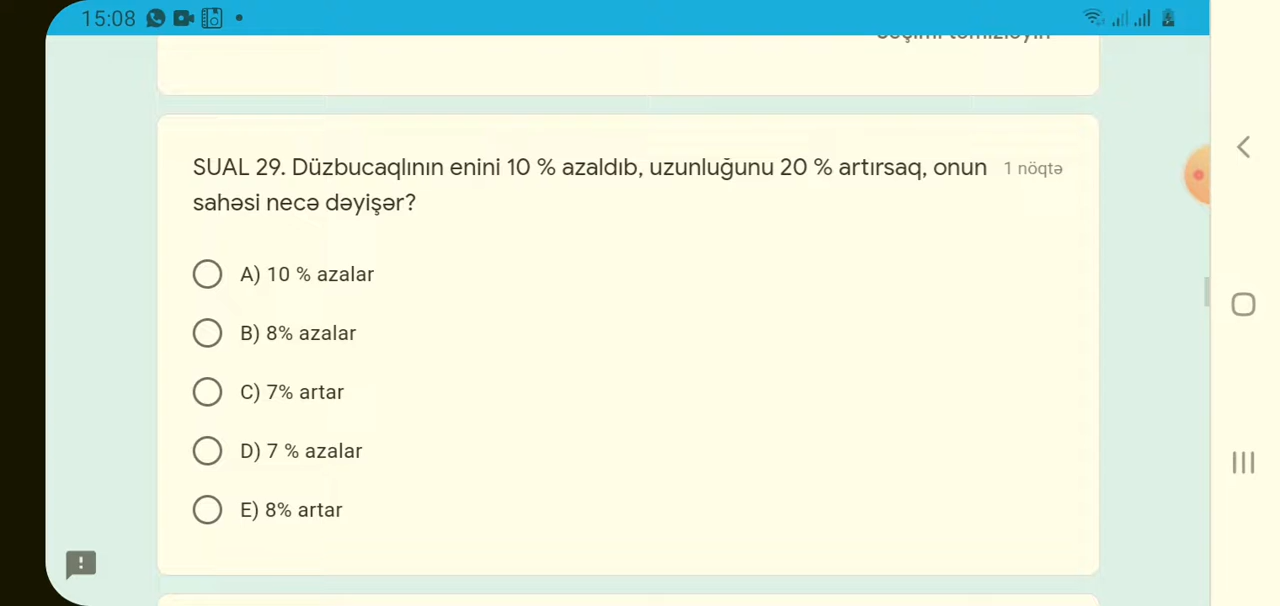 15:08
SUAL 29. Düzbucaqlının enini 10 % azaldıb, uzunluğunu 20 % artırsaq, onun 1 nöqtə
sahəsi necə dəyişər?
A) 10 % azalar
B) 8% azalar
C) 7% artar
D) 7 % azalar
E) 8% artar